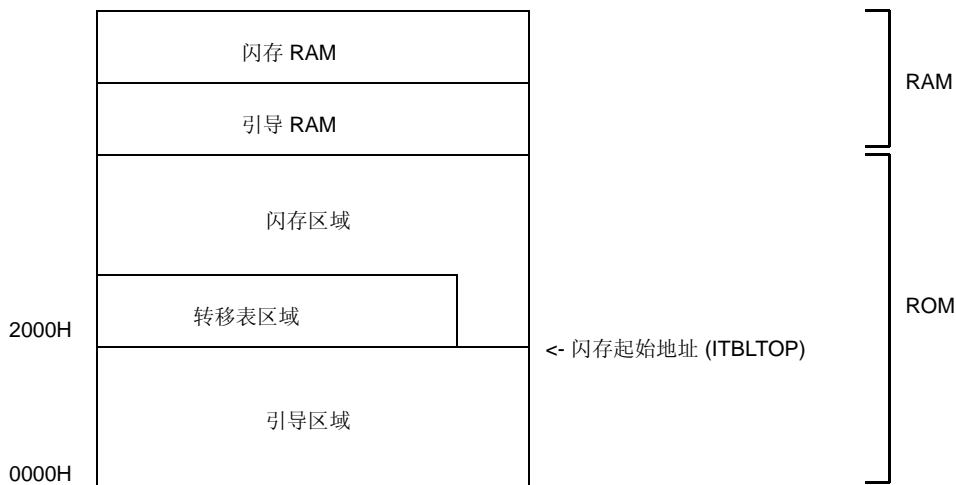 闪存 RAM
RAM
引导 RAM
闪存区域
转移表区域
ROM
2000H
<- 闪存起始地址 (ITBLTOP)
引导区域
0000H